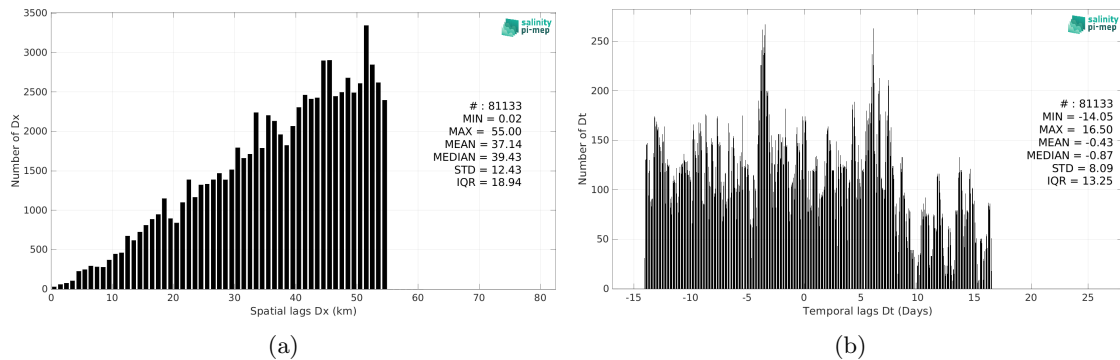 3500
3000
2500
2000
1500
1000
500
0
Number of Dx
0 10 20 30 40 50 60 70 80
Spatial lags Dx (km)
salinity
pi-mep
# : 81133
MIN = 0.02
MAX = 55.00
MEAN = 37.14
MEDIAN = 39.43
STD = 12.43
IQR = 18.94
(a)
250
200
150
100
50
0
Number of Dt
-15 -10 -5 0 5 10 15 20 25
Temporal lags Dt (Days)
salinity
pi-mep
# : 81133
MIN = -14.05
MAX = 16.50
MEAN = -0.43
MEDIAN = -0.87
STD = 8.09
IQR = 13.25
(b)